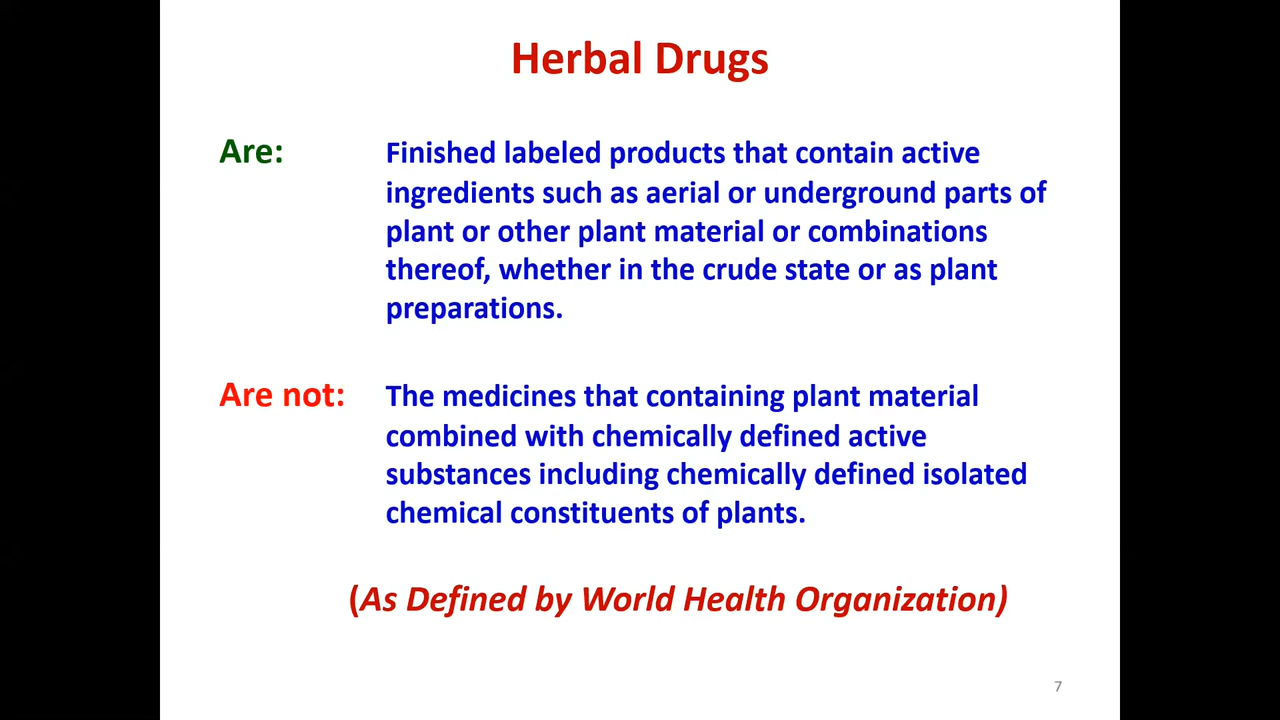 Herbal Drugs
Are: Finished labeled products that contain active
ingredients such as aerial or underground parts of
plant or other plant material or combinations
thereof, whether in the crude state or as plant
preparations.
Are not: The medicines that containing plant material
combined with chemically defined active
substances including chemically defined isolated
chemical constituents of plants.
(As Defined by World Health Organization)
7